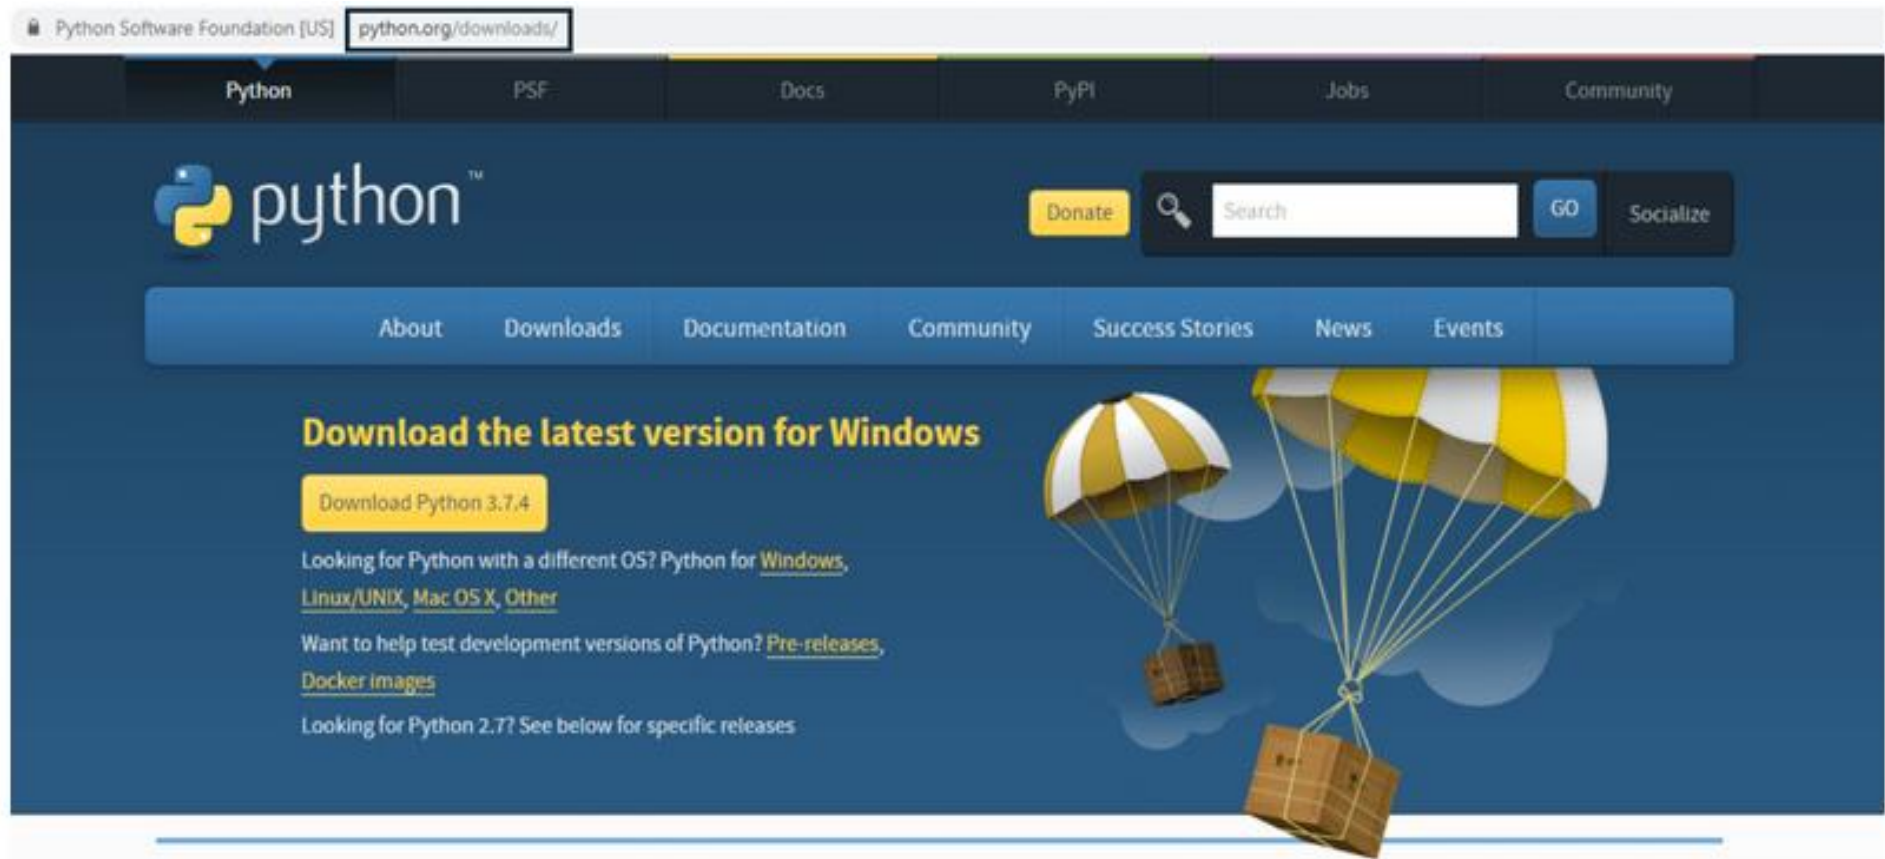 Python Software Foundation [US] python.org/downloads/
Python PSF Docs PyPI Jobs Community
python™
Donate Search GO Socialize
About Downloads Documentation Community Success Stories News Events
Download the latest version for Windows
Download Python 3.7.4
Looking for Python with a different OS? Python for Windows,
Linux/UNIX, Mac OS X, Other
Want to help test development versions of Python? Pre-releases,
Docker images
Looking for Python 2.7? See below for specific releases